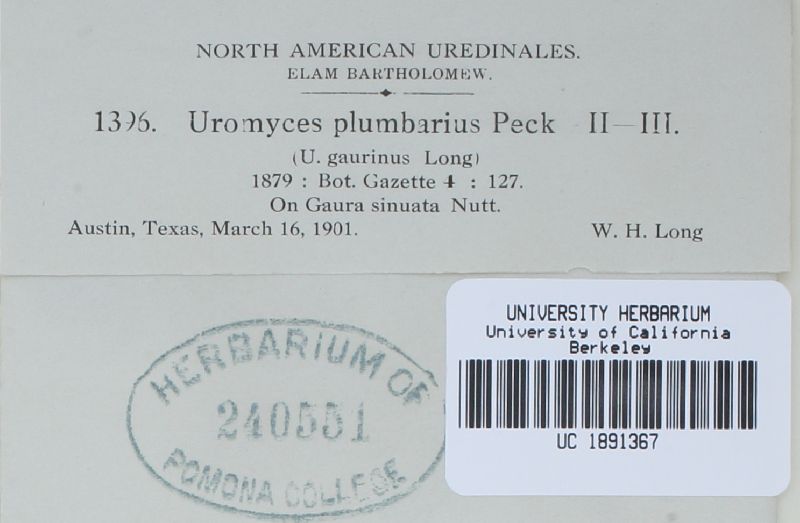 NORTH AMERICAN UREDINALES.
ELAM BARTHOLOMEW.
1396. Uromyces plumbarius Peck II—III.
(U. gaurinus Long)
1879 : Bot. Gazette 4 : 127.
On Gaura sinuata Nutt.
Austin, Texas, March 16, 1901. W. H. Long
HERBARIUM OF
240551
POMONA COLLEGE
UNIVERSITY HERBARIUM
University of California
Berkeley
UC 1891367